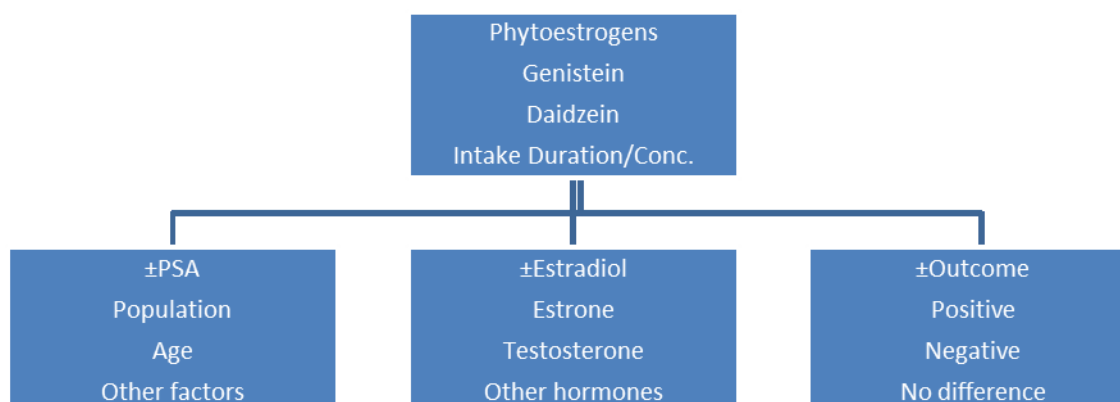 Phytoestrogens
Genistein
Daidzein
Intake Duration/Conc.
±PSA
Population
Age
Other factors
±Estradiol
Estrone
Testosterone
Other hormones
±Outcome
Positive
Negative
No difference